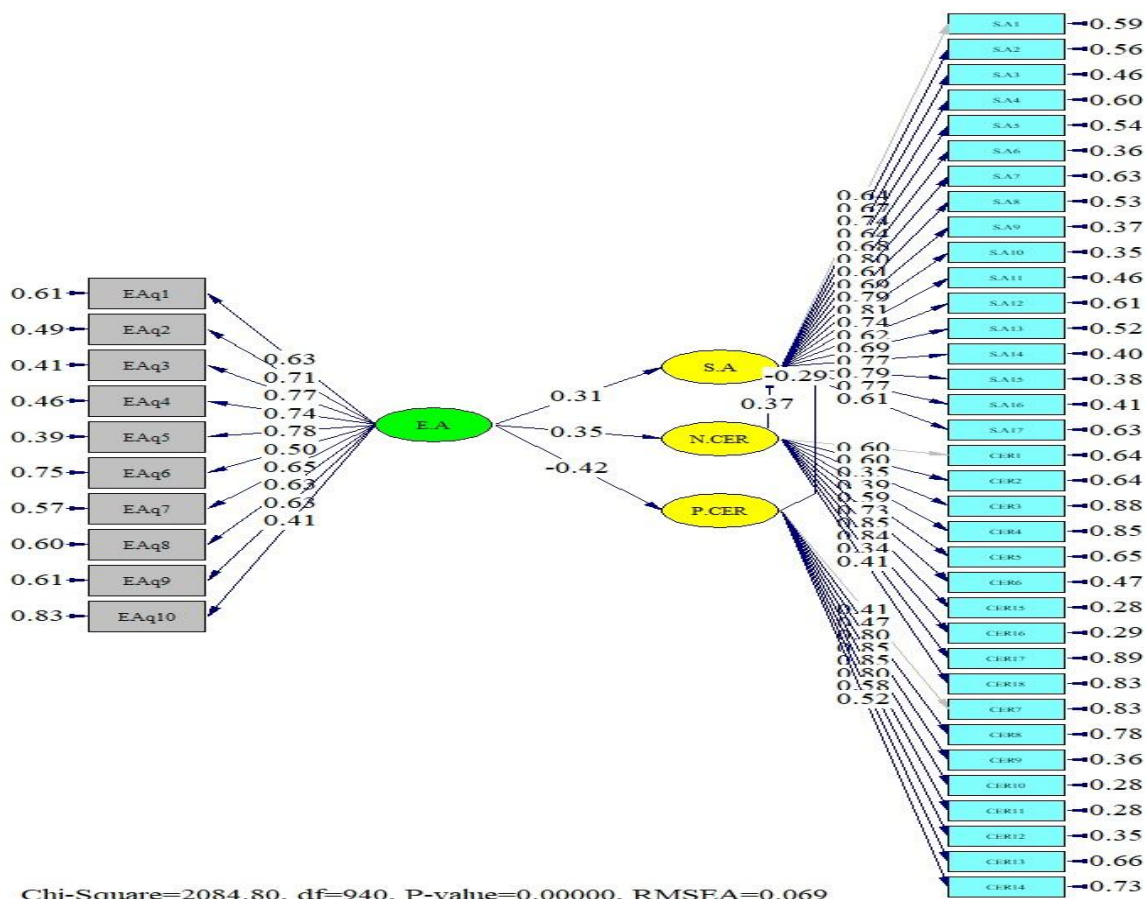 0.61 EAq1
0.49 EAq2
0.41 EAq3
0.46 EAq4
0.39 EAq5
0.75 EAq6
0.57 EAq7
0.60 EAq8
0.61 EAq9
0.83 EAq10
0.63
0.71
0.77
0.74
0.78
0.50
0.65
0.63
0.63
0.41
E.A
0.31
0.35
-0.42
S.A
N.CER
P.CER
0.37
-0.29
0.64
0.67
0.74
0.64
0.68
0.80
0.61
0.60
0.79
0.81
0.74
0.62
0.69
0.77
0.79
0.77
0.61
0.60
0.60
0.35
0.39
0.59
0.73
0.85
0.84
0.34
0.41
0.41
0.47
0.80
0.85
0.85
0.80
0.58
0.52
S.A1 0.59
S.A2 0.56
S.A3 0.46
S.A4 0.60
S.A5 0.54
S.A6 0.36
S.A7 0.63
S.A8 0.53
S.A9 0.37
S.A10 0.35
S.A11 0.46
S.A12 0.61
S.A13 0.52
S.A14 0.40
S.A15 0.38
S.A16 0.41
S.A17 0.63
CER1 0.64
CER2 0.64
CER3 0.88
CER4 0.85
CER5 0.65
CER6 0.47
CER15 0.28
CER16 0.29
CER17 0.89
CER18 0.83
CER7 0.83
CER8 0.78
CER9 0.36
CER10 0.28
CER11 0.28
CER12 0.35
CER13 0.66
CER14 0.73
Chi-Square=2084.80, df=940, P-value=0.00000, RMSEA=0.069